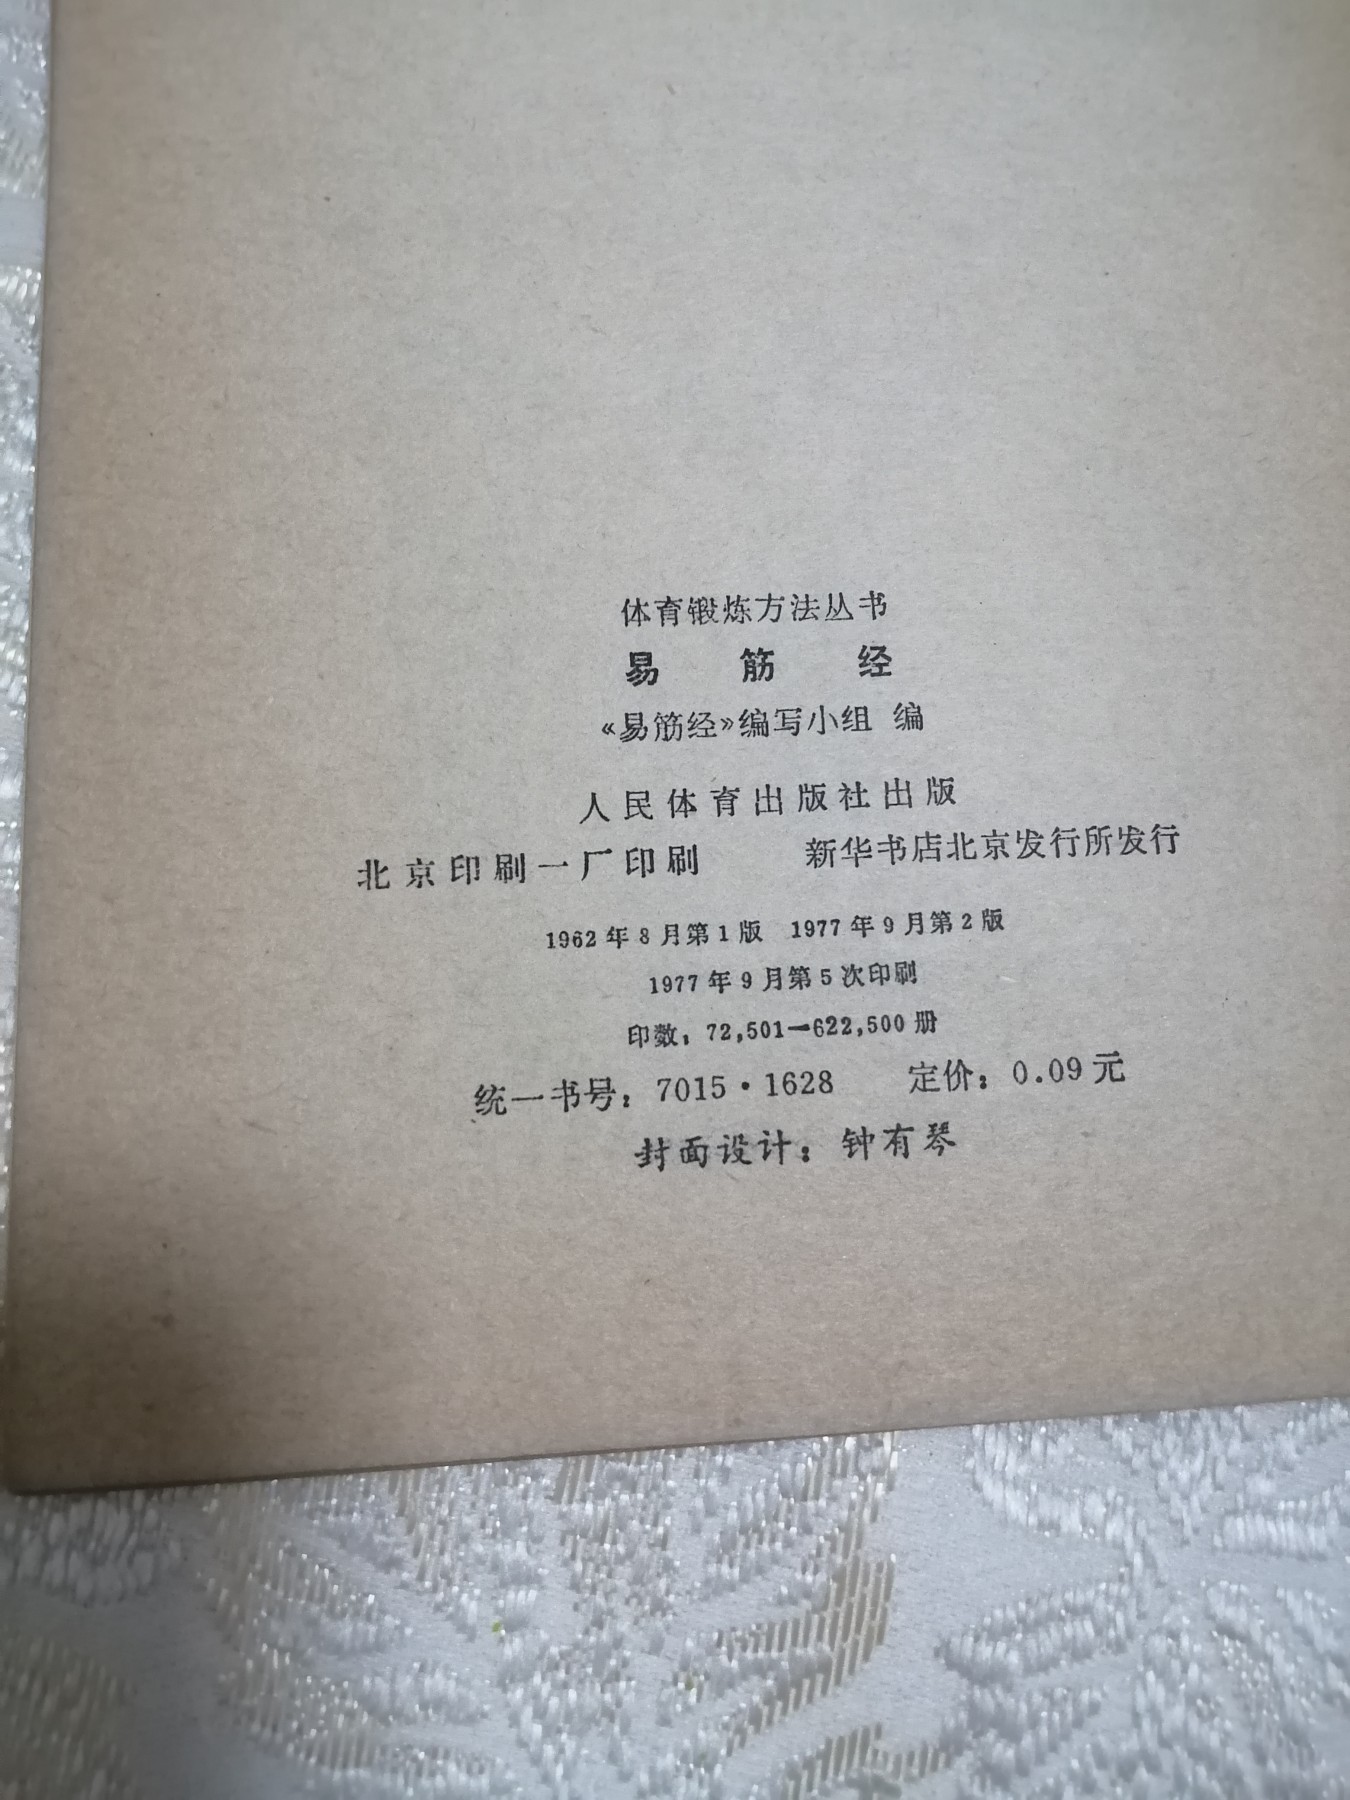 体育锻炼方法丛书
易 筋 经
《易筋经》编写小组 编
人民体育出版社出版
北京印刷一厂印刷 新华书店北京发行所发行
1962年8月第1版 1977年9月第2版
1977年9月第5次印刷
印数：72,501—622,500册
统一书号：7015·1628 定价：0.09元
封面设计：钟有琴